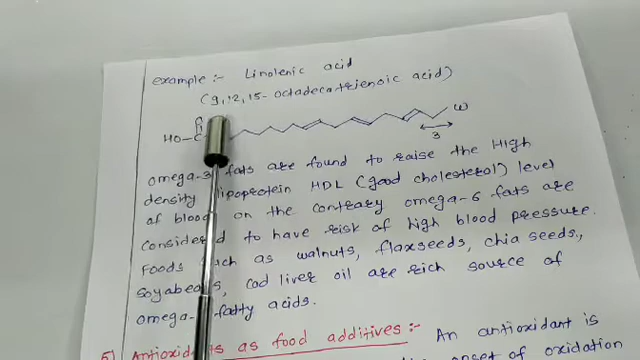 example :- Linolenic acid
(9,12,15-octadecatrienoic acid)
HO-C ω
3
omega-3 fats are found to raise the High
density lipoprotein HDL (good cholesterol) level
of blood on the contrary omega-6 fats are
considered to have risk of high blood pressure.
Foods such as walnuts, flaxseeds, chia seeds,
soyabeans, cod liver oil are rich source of
omega- fatty acids.
5) Antioxidants as food additives :- An antioxidant is
onset of oxidation